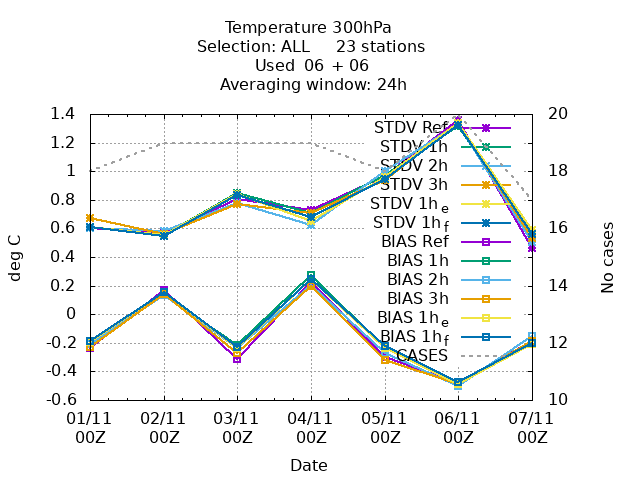 Temperature 300hPa
Selection: ALL     23 stations
Used  06 + 06
Averaging window: 24h
1.4
1.2
1
0.8
0.6
0.4
0.2
0
-0.2
-0.4
-0.6
deg C
20
18
16
14
12
10
No cases
STDV Ref
STDV 1h
STDV 2h
STDV 3h
STDV 1h e
STDV 1h f
BIAS Ref
BIAS 1h
BIAS 2h
BIAS 3h
BIAS 1h e
BIAS 1h f
CASES
01/11 02/11 03/11 04/11 05/11 06/11 07/11
00Z 00Z 00Z 00Z 00Z 00Z 00Z
Date